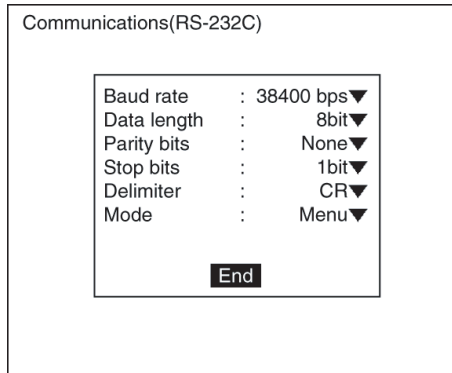 Communications(RS-232C)
Baud rate : 38400 bps▼
Data length : 8bit▼
Parity bits : None▼
Stop bits : 1bit▼
Delimiter : CR▼
Mode : Menu▼
End